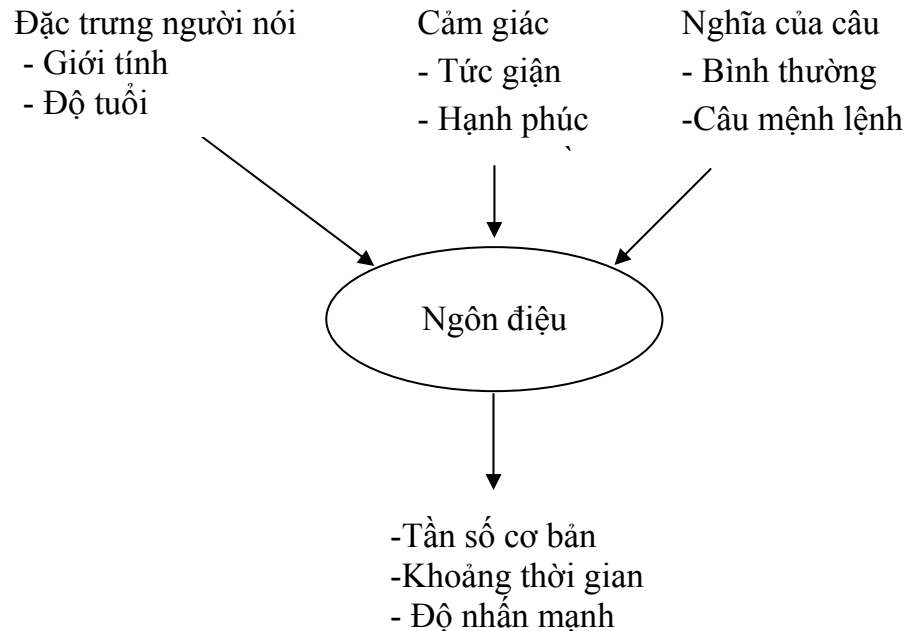 Đặc trưng người nói
- Giới tính
- Độ tuổi
Cảm giác
- Tức giận
- Hạnh phúc
Nghĩa của câu
- Bình thường
-Câu mệnh lệnh
Ngôn điệu
-Tần số cơ bản
-Khoảng thời gian
- Độ nhấn mạnh